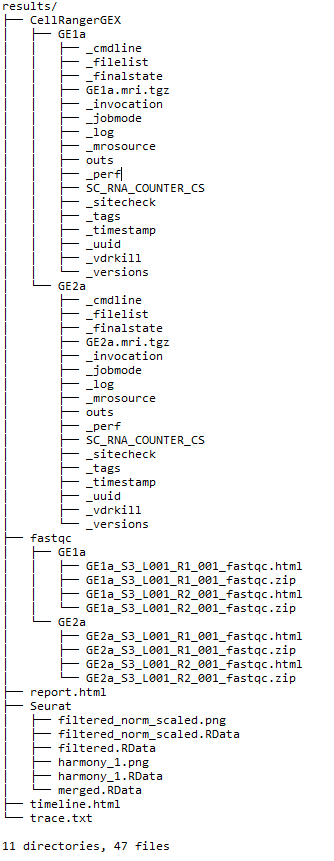 results/
├── CellRangerGEX
│   ├── GE1a
│   │   ├── _cmdline
│   │   ├── _filelist
│   │   ├── _finalstate
│   │   ├── GE1a.mri.tgz
│   │   ├── _invocation
│   │   ├── _jobmode
│   │   ├── _log
│   │   ├── _mrosource
│   │   ├── outs
│   │   ├── _perf
│   │   ├── SC_RNA_COUNTER_CS
│   │   ├── _sitecheck
│   │   ├── _tags
│   │   ├── _timestamp
│   │   ├── _uuid
│   │   ├── _vdrkill
│   │   └── _versions
│   └── GE2a
│       ├── _cmdline
│       ├── _filelist
│       ├── _finalstate
│       ├── GE2a.mri.tgz
│       ├── _invocation
│       ├── _jobmode
│       ├── _log
│       ├── _mrosource
│       ├── outs
│       ├── _perf
│       ├── SC_RNA_COUNTER_CS
│       ├── _sitecheck
│       ├── _tags
│       ├── _timestamp
│       ├── _uuid
│       ├── _vdrkill
│       └── _versions
├── fastqc
│   ├── GE1a
│   │   ├── GE1a_S3_L001_R1_001_fastqc.html
│   │   ├── GE1a_S3_L001_R1_001_fastqc.zip
│   │   ├── GE1a_S3_L001_R2_001_fastqc.html
│   │   └── GE1a_S3_L001_R2_001_fastqc.zip
│   └── GE2a
│       ├── GE2a_S3_L001_R1_001_fastqc.html
│       ├── GE2a_S3_L001_R1_001_fastqc.zip
│       ├── GE2a_S3_L001_R2_001_fastqc.html
│       └── GE2a_S3_L001_R2_001_fastqc.zip
├── report.html
├── Seurat
│   ├── filtered_norm_scaled.png
│   ├── filtered_norm_scaled.RData
│   ├── filtered.RData
│   ├── harmony_1.png
│   ├── harmony_1.RData
│   └── merged.RData
├── timeline.html
└── trace.txt

11 directories, 47 files